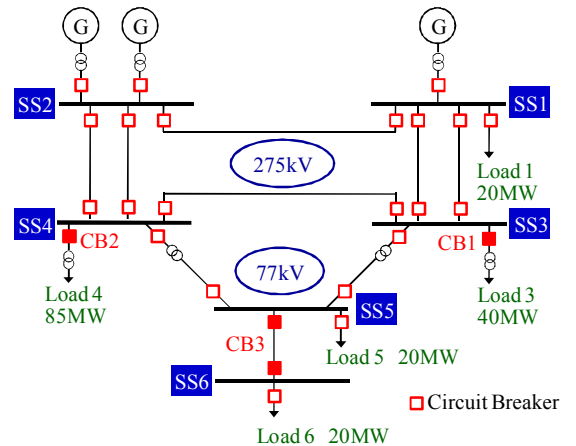 G
G
G
SS2
SS1
275kV
Load 1
20MW
SS4
CB2
CB1
SS3
77kV
Load 4
85MW
Load 3
40MW
SS5
CB3
Load 5 20MW
SS6
Circuit Breaker
Load 6 20MW